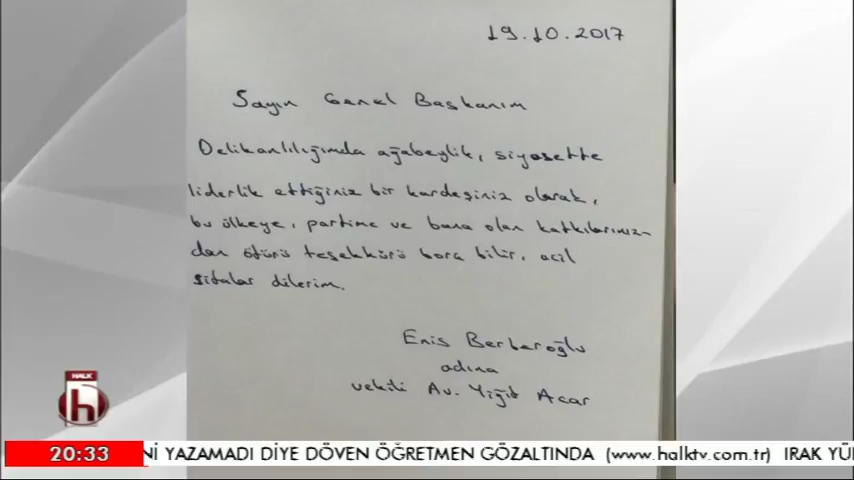 19.10.2017
Sayın Genel Başkanım
Delikanlılığımda ağabeylik, siyasette
liderlik ettiğiniz bir kardeşiniz olarak,
bu ülkeye, partime ve bana olan katkılarınızın
dan ötürü teşekkürü borç bilir, acil
şifalar dilerim.
Enis Berberoğlu
adına
vekili Av. Yiğit Acar
HALK
h
20:33 Nİ YAZAMADI DİYE DÖVEN ÖĞRETMEN GÖZALTINDA (www.halktv.com.tr) IRAK YÜ